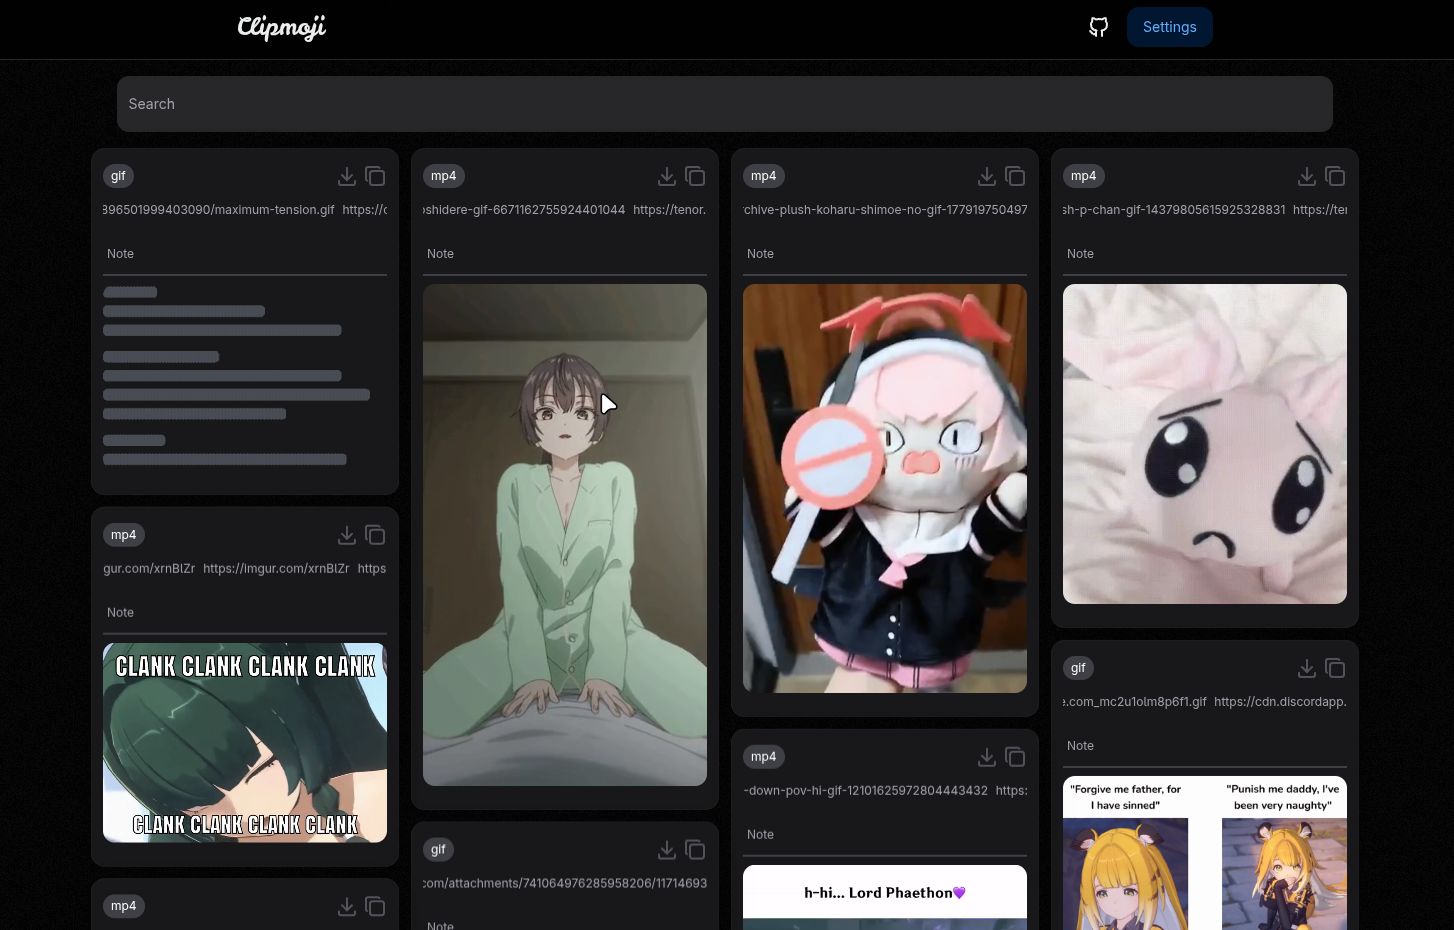 Clipmoji
Settings
Search
gif
896501999403090/maximum-tension.gif https://c
Note
mp4
gur.com/xrnBlZr https://imgur.com/xrnBlZr https
Note
CLANK CLANK CLANK CLANK
CLANK CLANK CLANK CLANK
mp4
mp4
oshidere-gif-6671162755924401044 https://tenor.
Note
gif
com/attachments/741064976285958206/11714693
Note
mp4
rchive-plush-koharu-shimoe-no-gif-177919750497
Note
mp4
-down-pov-hi-gif-12101625972804443432 https:
Note
h-hi... Lord Phaethon💜
mp4
sh-p-chan-gif-14379805615925328831 https://ter
Note
gif
e.com_mc2u1olm8p6f1.gif https://cdn.discordapp.
Note
"Forgive me father, for
I have sinned"
"Punish me daddy, I've
been very naughty"